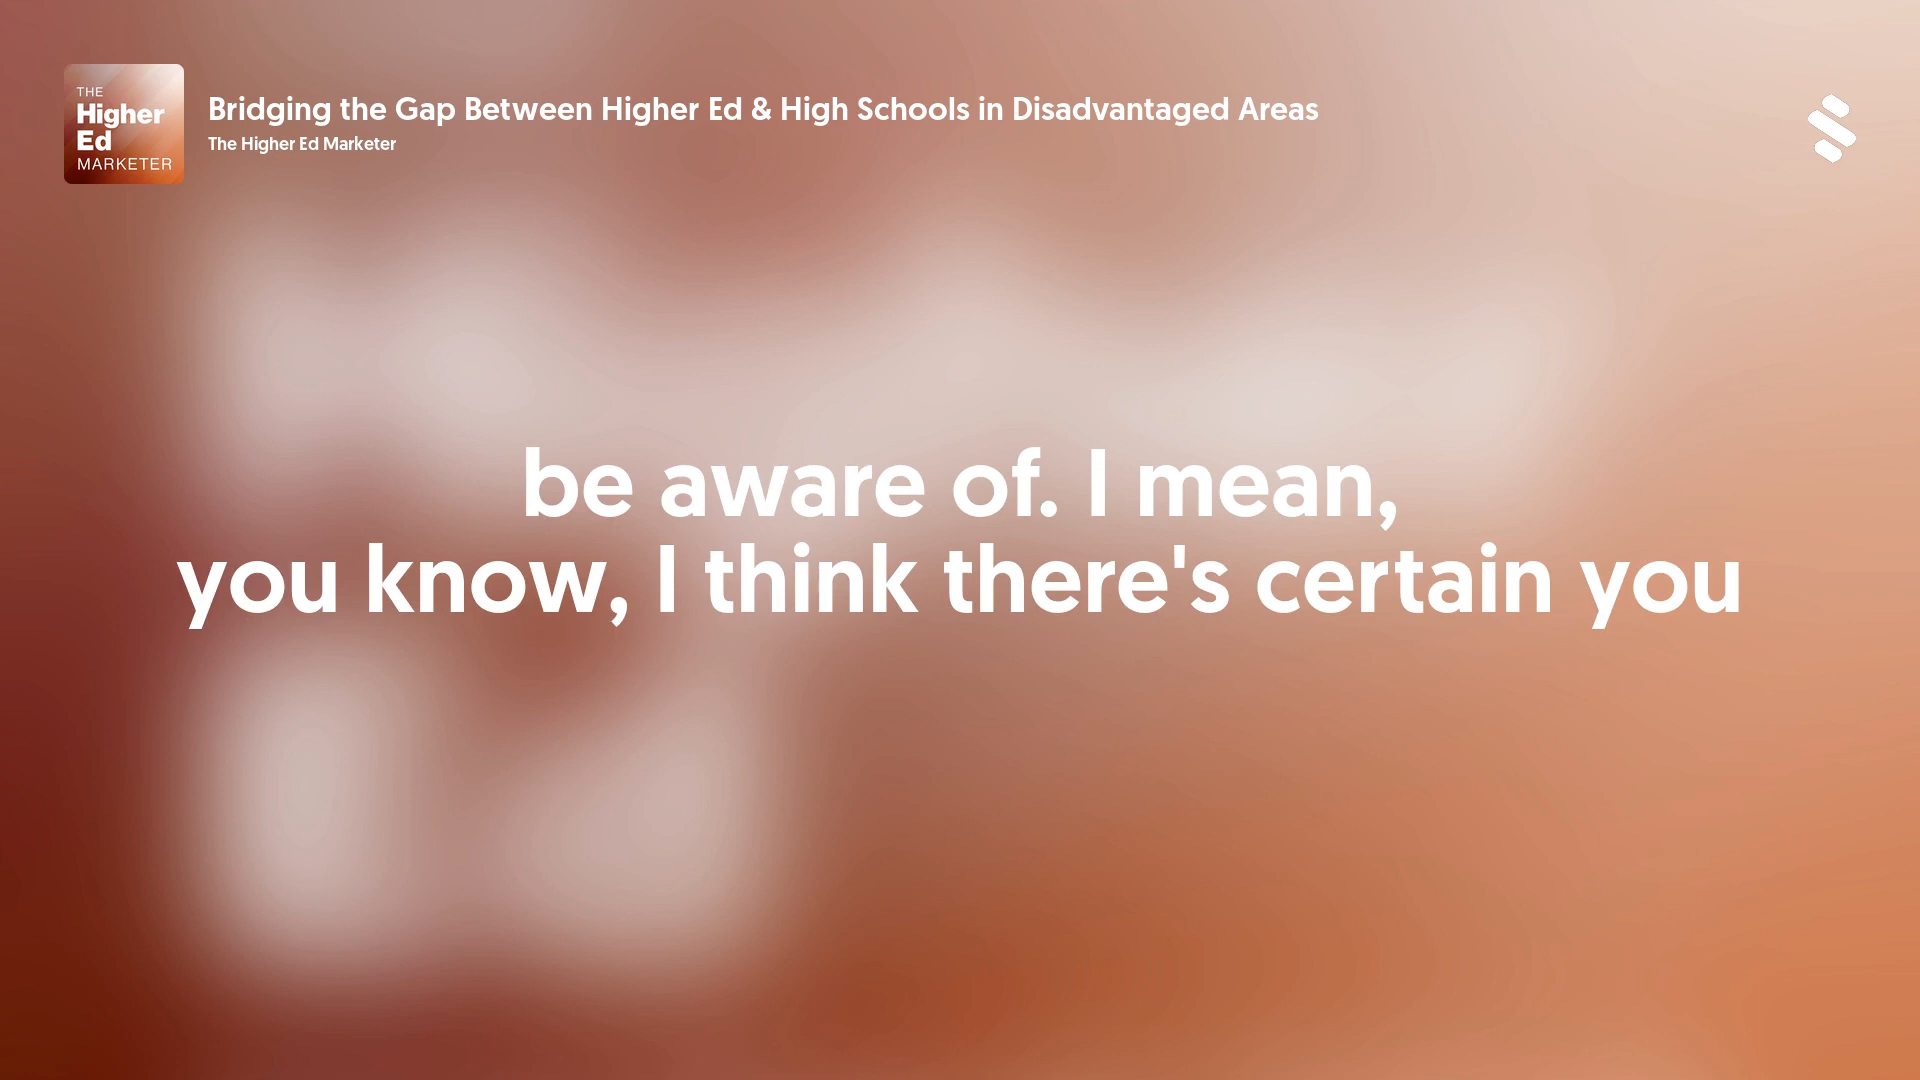 THE
Higher
Ed
MARKETER
Bridging the Gap Between Higher Ed & High Schools in Disadvantaged Areas
The Higher Ed Marketer
be aware of. I mean,
you know, I think there's certain you